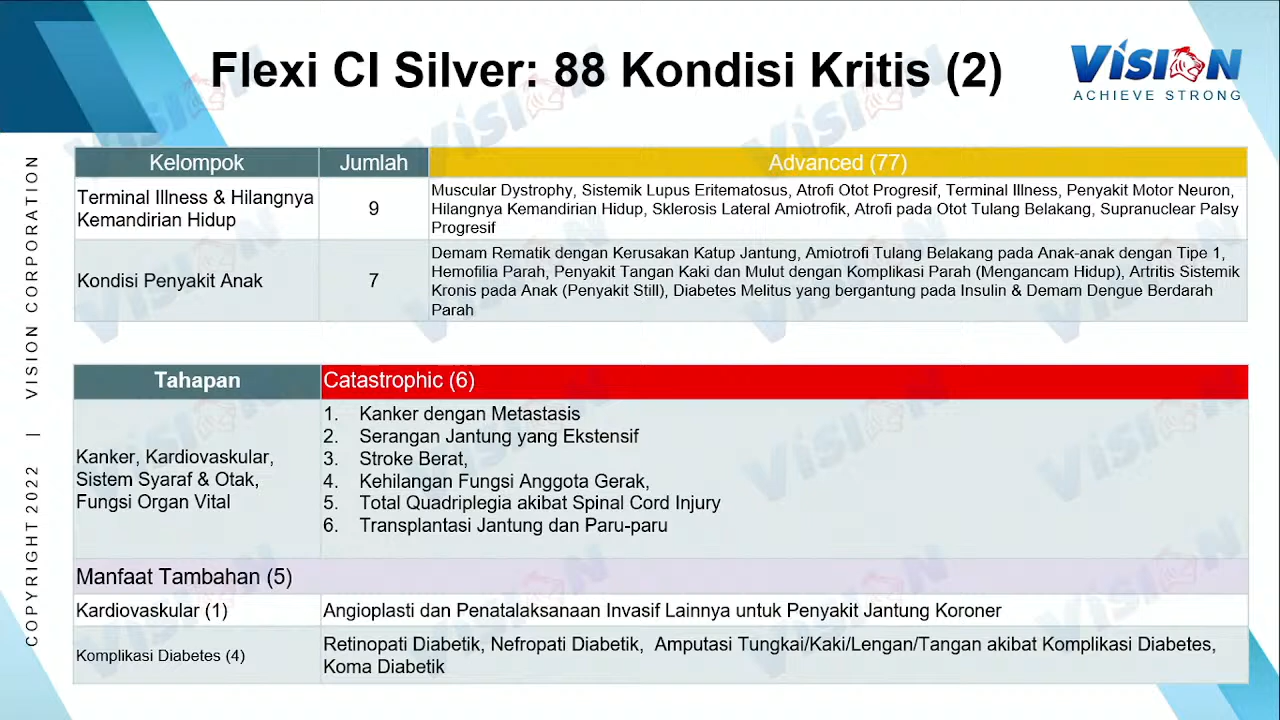 Flexi CI Silver: 88 Kondisi Kritis (2)
VISION
ACHIEVE STRONG
COPYRIGHT 2022 | VISION CORPORATION
Kelompok Jumlah Advanced (77)
Terminal Illness & Hilangnya
Kemandirian Hidup
9
Muscular Dystrophy, Sistemik Lupus Eritematosus, Atrofi Otot Progresif, Terminal Illness, Penyakit Motor Neuron,
Hilangnya Kemandirian Hidup, Sklerosis Lateral Amiotrofik, Atrofi pada Otot Tulang Belakang, Supranuclear Palsy
Progresif
Kondisi Penyakit Anak
7
Demam Rematik dengan Kerusakan Katup Jantung, Amiotrofi Tulang Belakang pada Anak-anak dengan Tipe 1,
Hemofilia Parah, Penyakit Tangan Kaki dan Mulut dengan Komplikasi Parah (Mengancam Hidup), Artritis Sistemik
Kronis pada Anak (Penyakit Still), Diabetes Melitus yang bergantung pada Insulin & Demam Dengue Berdarah
Parah
Tahapan Catastrophic (6)
Kanker, Kardiovaskular,
Sistem Syaraf & Otak,
Fungsi Organ Vital
1. Kanker dengan Metastasis
2. Serangan Jantung yang Ekstensif
3. Stroke Berat,
4. Kehilangan Fungsi Anggota Gerak,
5. Total Quadriplegia akibat Spinal Cord Injury
6. Transplantasi Jantung dan Paru-paru
Manfaat Tambahan (5)
Kardiovaskular (1) Angioplasti dan Penatalaksanaan Invasif Lainnya untuk Penyakit Jantung Koroner
Komplikasi Diabetes (4)
Retinopati Diabetik, Nefropati Diabetik, Amputasi Tungkai/Kaki/Lengan/Tangan akibat Komplikasi Diabetes,
Koma Diabetik